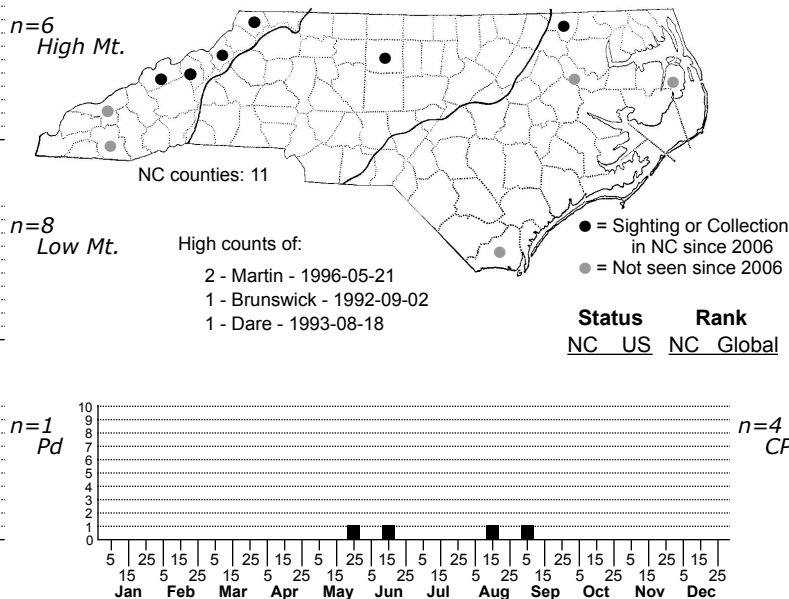 n=6
High Mt.
NC counties: 11
n=8
Low Mt.
High counts of:
2 - Martin - 1996-05-21
1 - Brunswick - 1992-09-02
1 - Dare - 1993-08-18
● = Sighting or Collection
in NC since 2006
● = Not seen since 2006
Status Rank
NC US NC Global
n=1
Pd
n=4
CP
10
9
8
7
6
5
4
3
2
1
0
5 25 15 5 25 15 5 25 15 5 25 15 5 25 15 5 25 15
15 5 25 15 5 25 15 5 25 15 5 25 15 5 25 15 5 25
Jan Feb Mar Apr May Jun Jul Aug Sep Oct Nov Dec